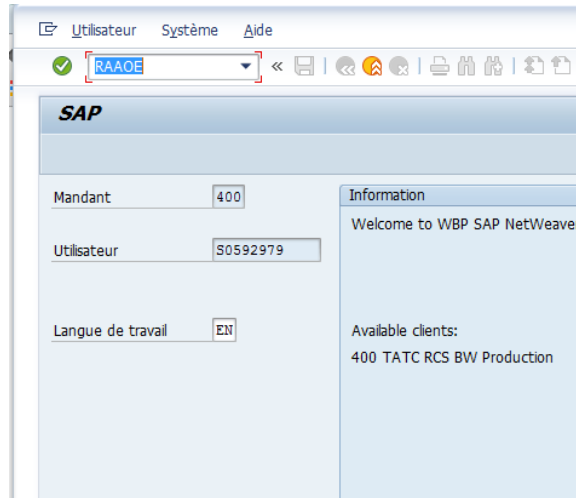 Utilisateur Système Aide
RAAOE
SAP
Mandant 400
Utilisateur S0592979
Langue de travail EN
Information
Welcome to WBP SAP NetWeave
Available clients:
400 TATC RCS BW Production